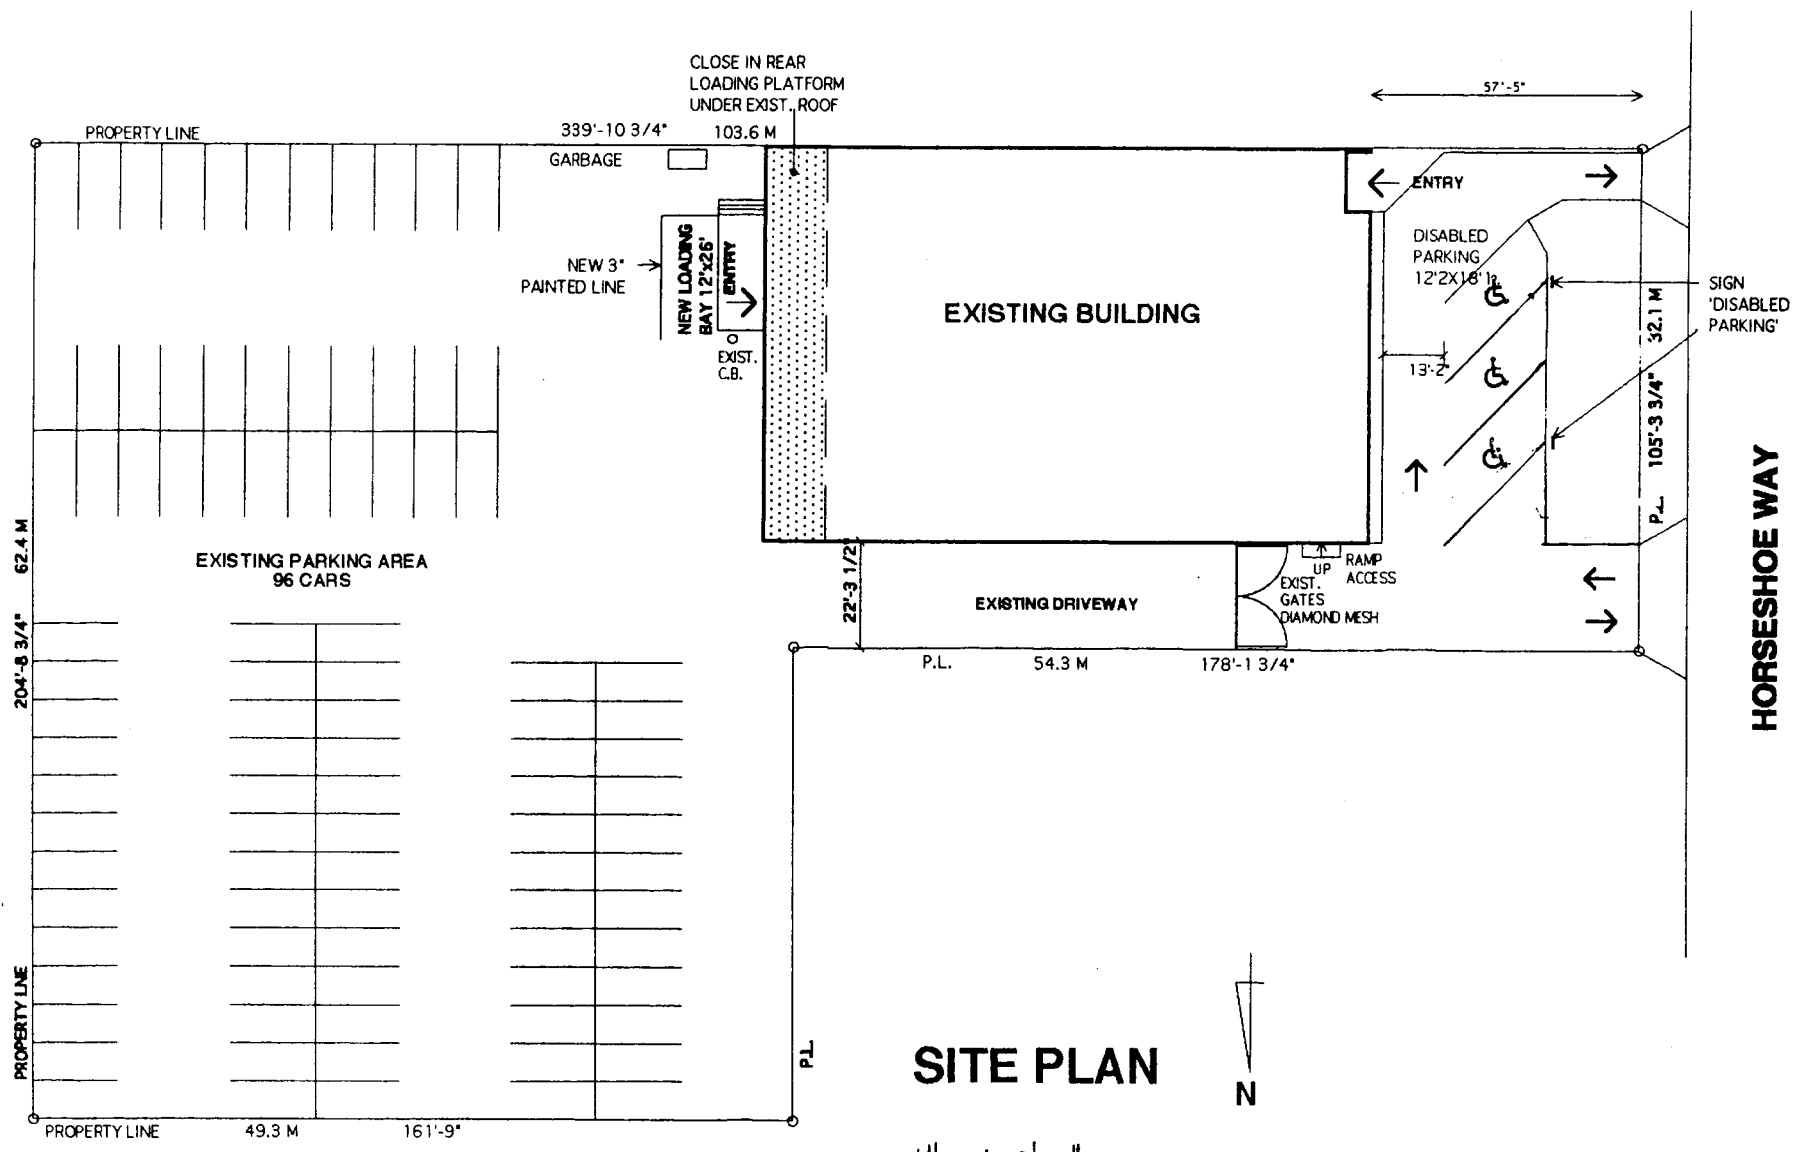 CLOSE IN REAR
LOADING PLATFORM
UNDER EXIST. ROOF
57'-5"
PROPERTY LINE
339'-10 3/4" 103.6 M
GARBAGE
ENTRY
NEW LOADING
BAY 12'x26'
ENTRY
NEW 3"
PAINTED LINE
EXIST.
C.B.
EXISTING BUILDING
DISABLED
PARKING
12'2X18'1
SIGN
'DISABLED
PARKING'
13'-2"
P.L. 105'-3 3/4" 32.1 M
HORSESHOE WAY
EXISTING PARKING AREA
96 CARS
PROPERTY LINE 204'-8 3/4" 62.4 M
22'-3 1/2"
EXISTING DRIVEWAY
UP
RAMP
ACCESS
EXIST.
GATES
DIAMOND MESH
P.L. 54.3 M 178'-1 3/4"
P.L.
SITE PLAN
N
PROPERTY LINE 49.3 M 161'-9"